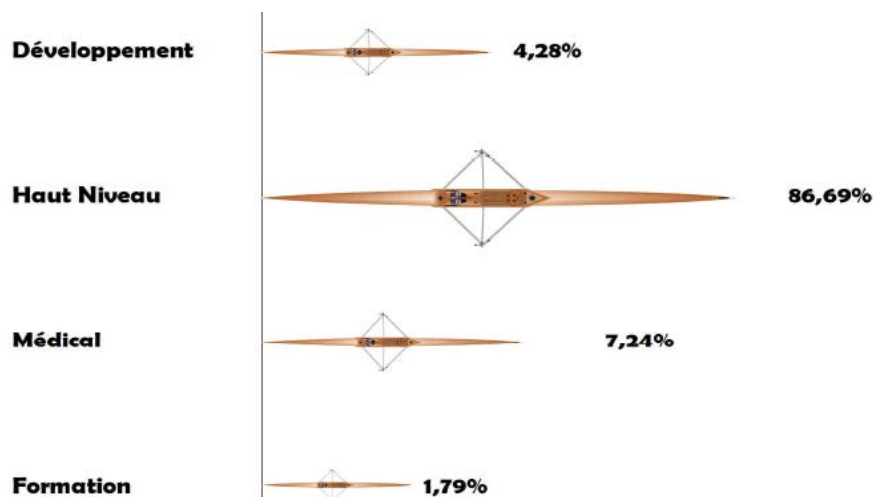 Développement 4,28%
Haut Niveau 86,69%
Médical 7,24%
Formation 1,79%